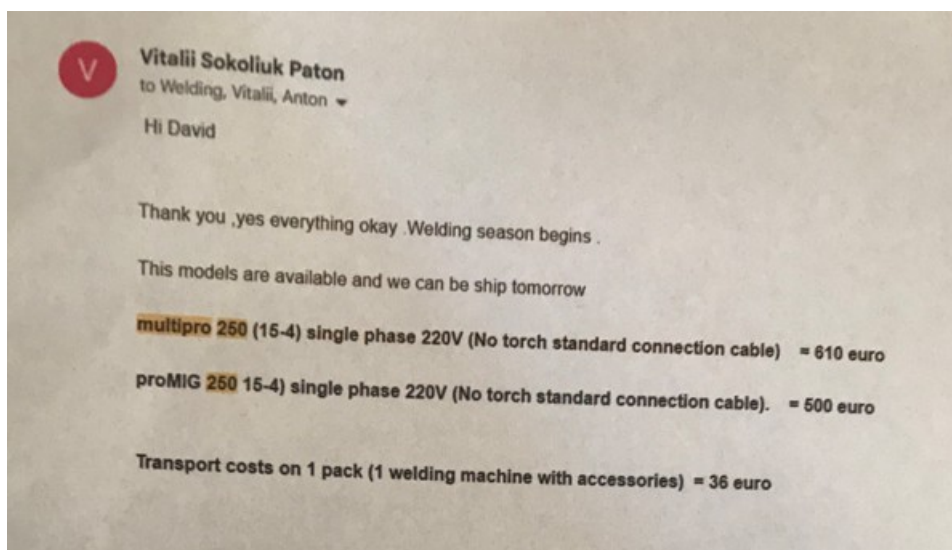 V
Vitalii Sokoliuk Paton
to Welding, Vitalii, Anton
Hi David
Thank you ,yes everything okay .Welding season begins .
This models are available and we can be ship tomorrow
multipro 250 (15-4) single phase 220V (No torch standard connection cable) = 610 euro
proMIG 250 15-4) single phase 220V (No torch standard connection cable). = 500 euro
Transport costs on 1 pack (1 welding machine with accessories) = 36 euro